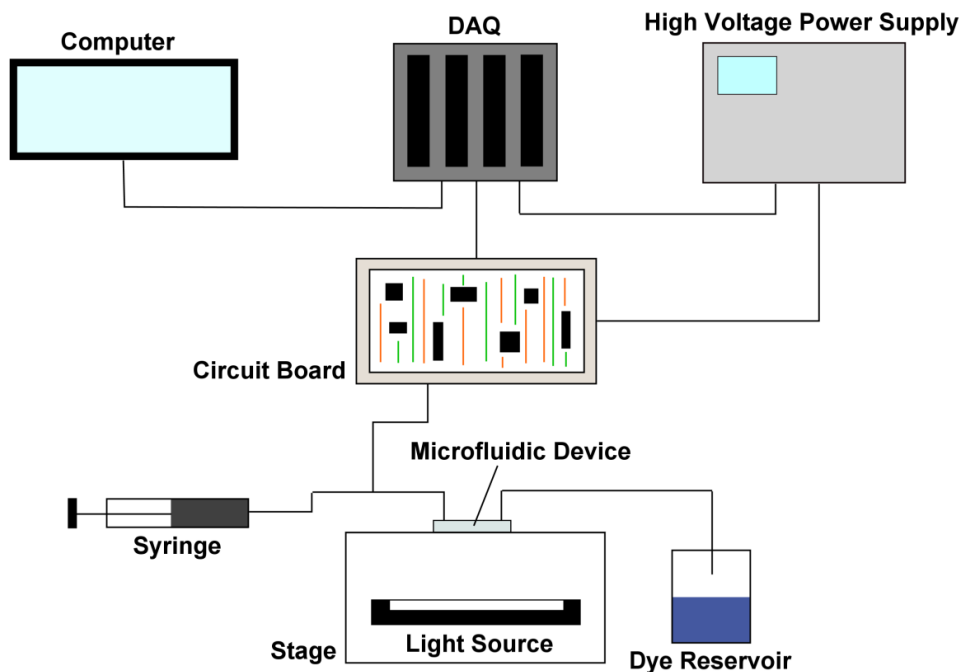 Computer
DAQ
High Voltage Power Supply
Circuit Board
Microfluidic Device
Syringe
Stage
Light Source
Dye Reservoir